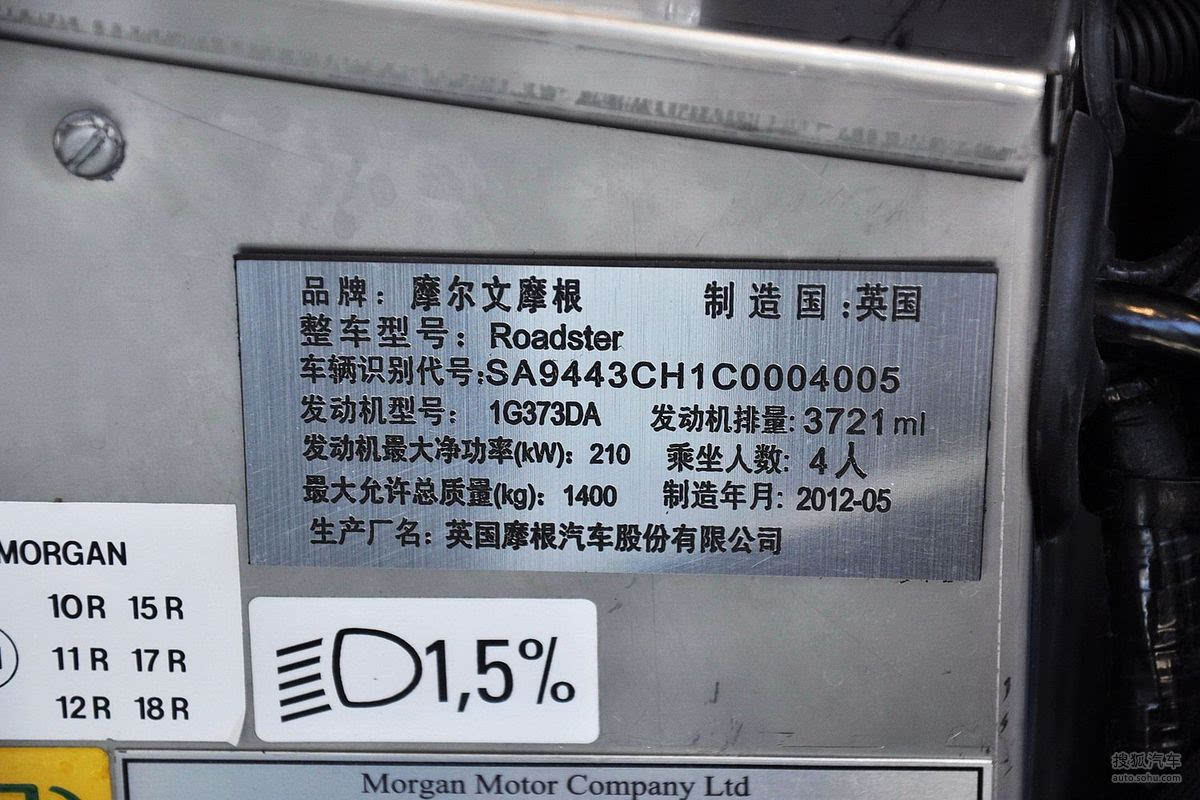 品牌：摩尔文摩根 制造国：英国
整车型号：Roadster
车辆识别代号：SA9443CH1C0004005
发动机型号：1G373DA 发动机排量：3721ml
发动机最大净功率(kW)：210 乘坐人数：4人
最大允许总质量(kg)：1400 制造年月：2012-05
生产厂名：英国摩根汽车股份有限公司
MORGAN
10R 15R
11R 17R
12R 18R
1,5%
Morgan Motor Company Ltd
搜狐汽车
auto.sohu.com